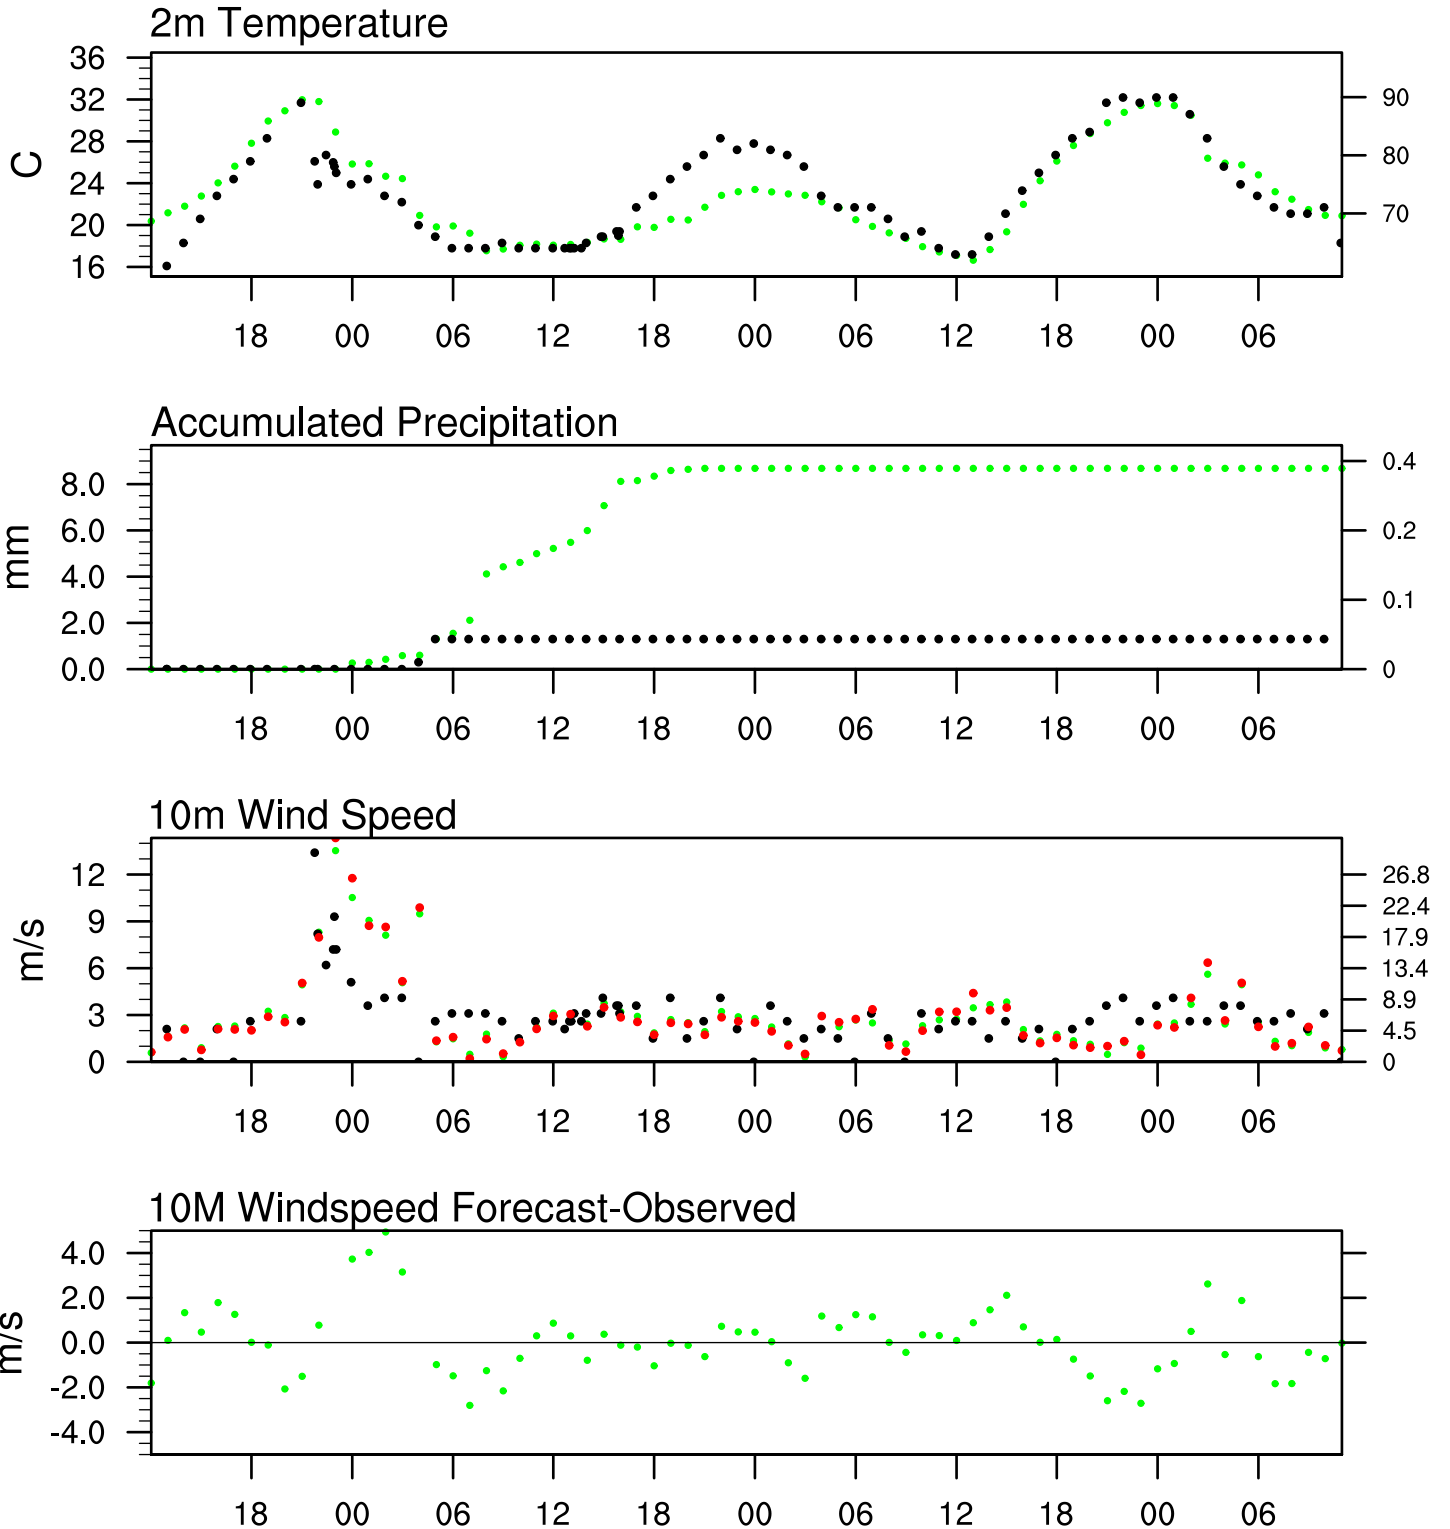 2m Temperature
36
32
28
24
20
16
C
90
80
70
18 00 06 12 18 00 06 12 18 00 06
Accumulated Precipitation
8.0
6.0
4.0
2.0
0.0
mm
0.4
0.2
0.1
0
18 00 06 12 18 00 06 12 18 00 06
10m Wind Speed
12
9
6
3
0
m/s
26.8
22.4
17.9
13.4
8.9
4.5
0
18 00 06 12 18 00 06 12 18 00 06
10M Windspeed Forecast-Observed
4.0
2.0
0.0
-2.0
-4.0
m/s
18 00 06 12 18 00 06 12 18 00 06